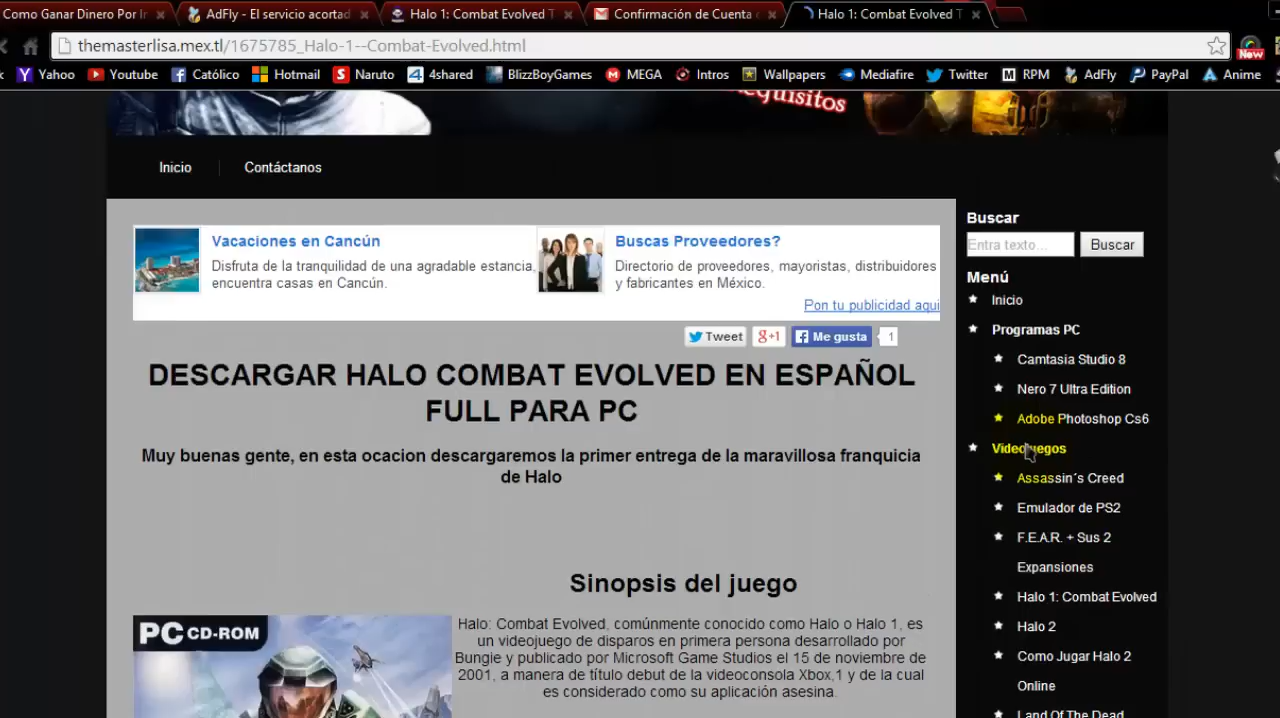 Como Ganar Dinero Por In
AdFly - El servicio acortad
Halo 1: Combat Evolved T
Confirmación de Cuenta
Halo 1: Combat Evolved T
themasterlisa.mex.tl/1675785_Halo-1--Combat-Evolved.html
New
Yahoo
Youtube
Católico
Hotmail
Naruto
4shared
BlizzBoyGames
MEGA
Intros
Wallpapers
Mediafire
Twitter
RPM
AdFly
PayPal
Anime
Inicio
Contáctanos
Vacaciones en Cancún
Disfruta de la tranquilidad de una agradable estancia,
encuentra casas en Cancún.
Buscas Proveedores?
Directorio de proveedores, mayoristas, distribuidores
y fabricantes en México.
Pon tu publicidad aqui
Tweet
g+1
Me gusta
1
DESCARGAR HALO COMBAT EVOLVED EN ESPAÑOL
FULL PARA PC
Muy buenas gente, en esta ocacion descargaremos la primer entrega de la maravillosa franquicia
de Halo
Sinopsis del juego
PC CD-ROM
Halo: Combat Evolved, comúnmente conocido como Halo o Halo 1, es
un videojuego de disparos en primera persona desarrollado por
Bungie y publicado por Microsoft Game Studios el 15 de noviembre de
2001, a manera de título debut de la videoconsola Xbox,1 y de la cual
es considerado como su aplicación asesina.
Buscar
Entra texto...
Buscar
Menú
Inicio
Programas PC
Camtasia Studio 8
Nero 7 Ultra Edition
Adobe Photoshop Cs6
Videojuegos
Assassin´s Creed
Emulador de PS2
F.E.A.R. + Sus 2
Expansiones
Halo 1: Combat Evolved
Halo 2
Como Jugar Halo 2
Online
Land Of The Dead